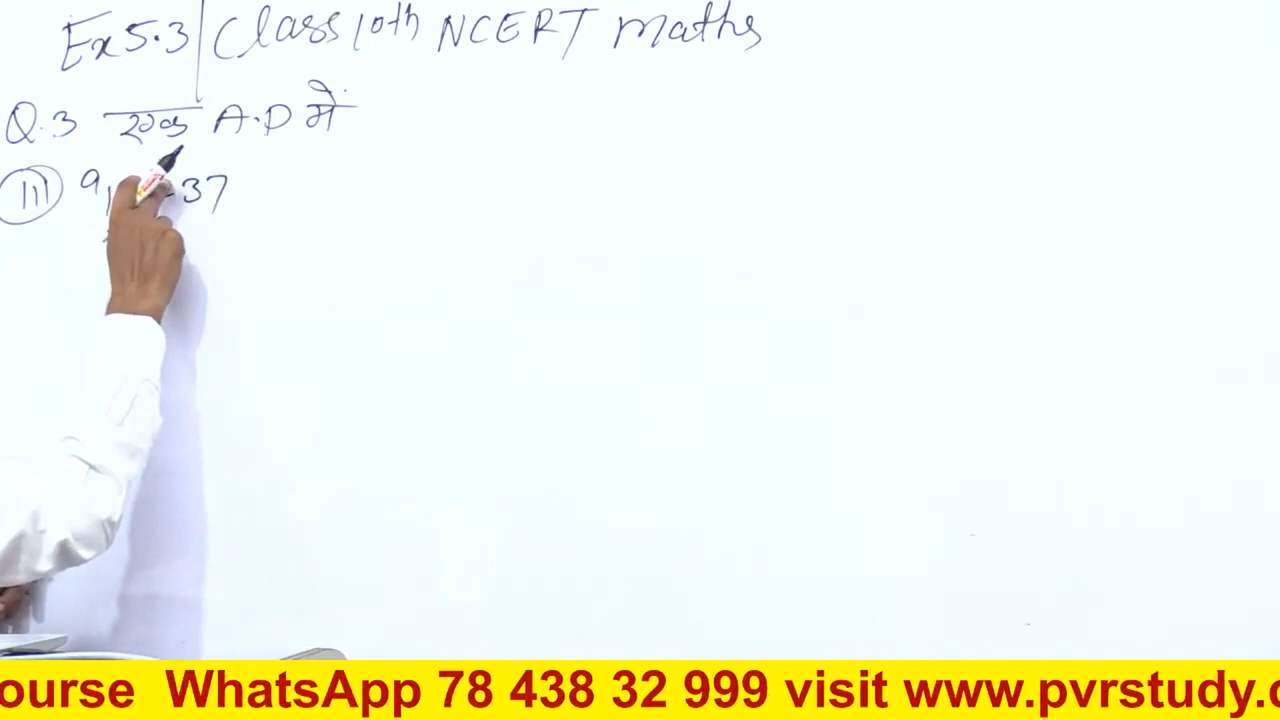 Ex 5.3 | Class 10th NCERT Maths
Q.3 एक A.P में
(III) a 37
ourse WhatsApp 78 438 32 999 visit www.pvrstudy.c